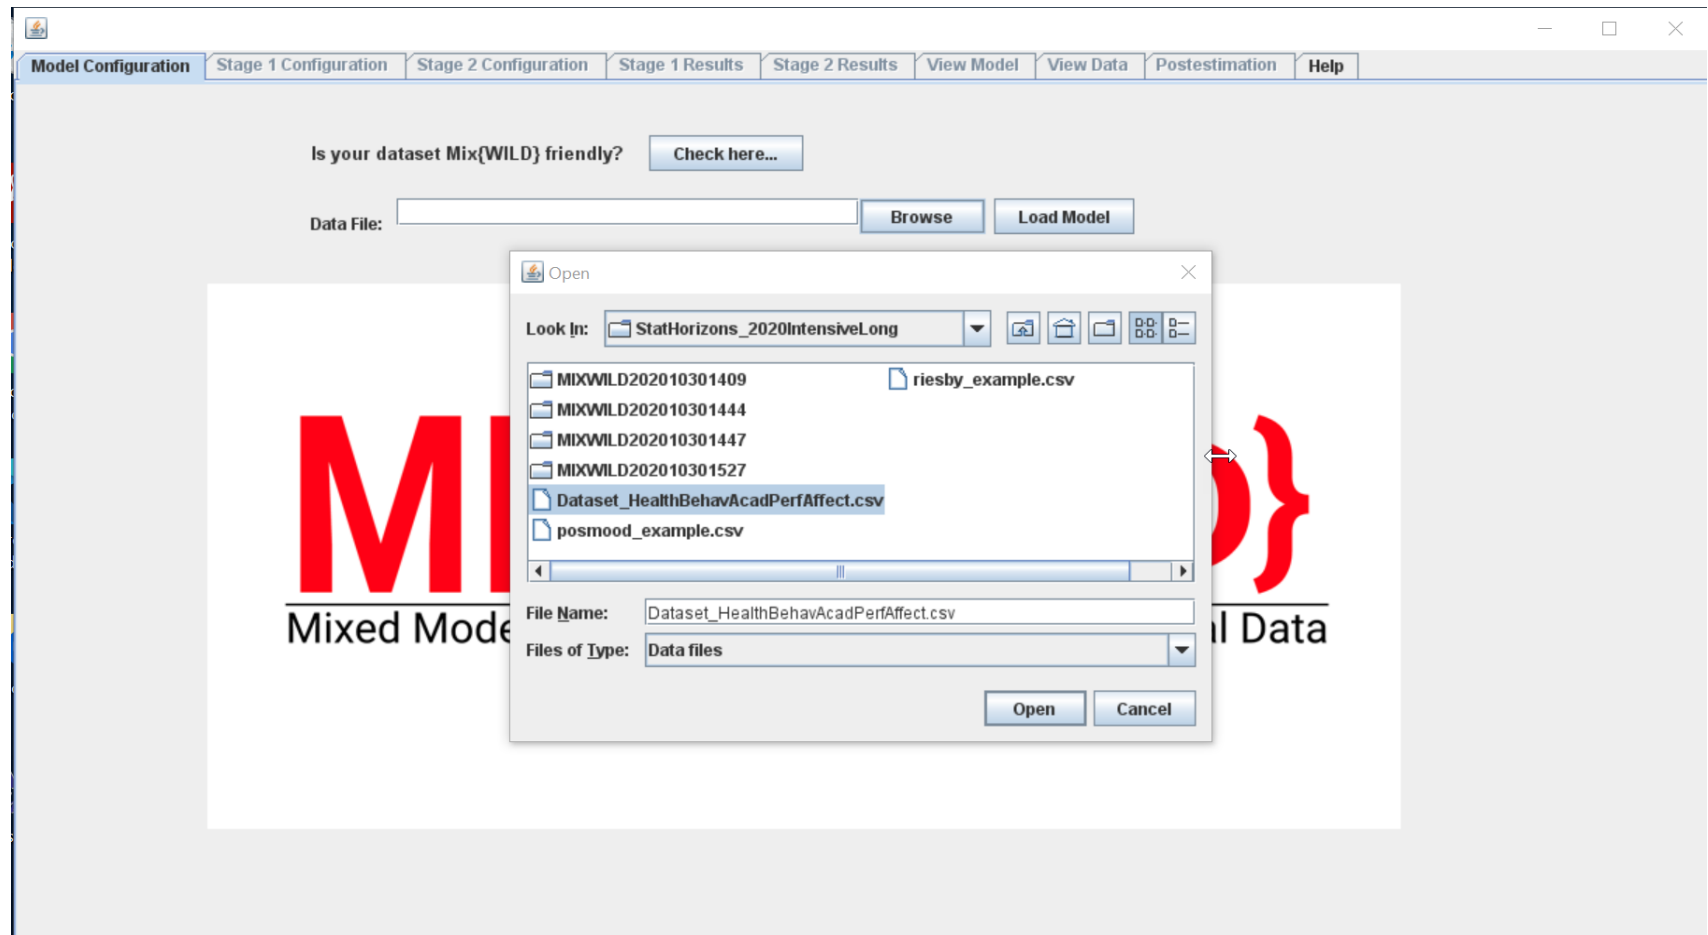 Model Configuration Stage 1 Configuration Stage 2 Configuration Stage 1 Results Stage 2 Results View Model View Data Postestimation Help
Is your dataset Mix{WILD} friendly? Check here...
Data File: Browse Load Model
Open
Look In: StatHorizons_2020IntensiveLong
MIXWILD202010301409
MIXWILD202010301444
MIXWILD202010301447
MIXWILD202010301527
Dataset_HealthBehavAcadPerfAffect.csv
posmood_example.csv
riesby_example.csv
File Name: Dataset_HealthBehavAcadPerfAffect.csv
Files of Type: Data files
Open Cancel
Mixed Data